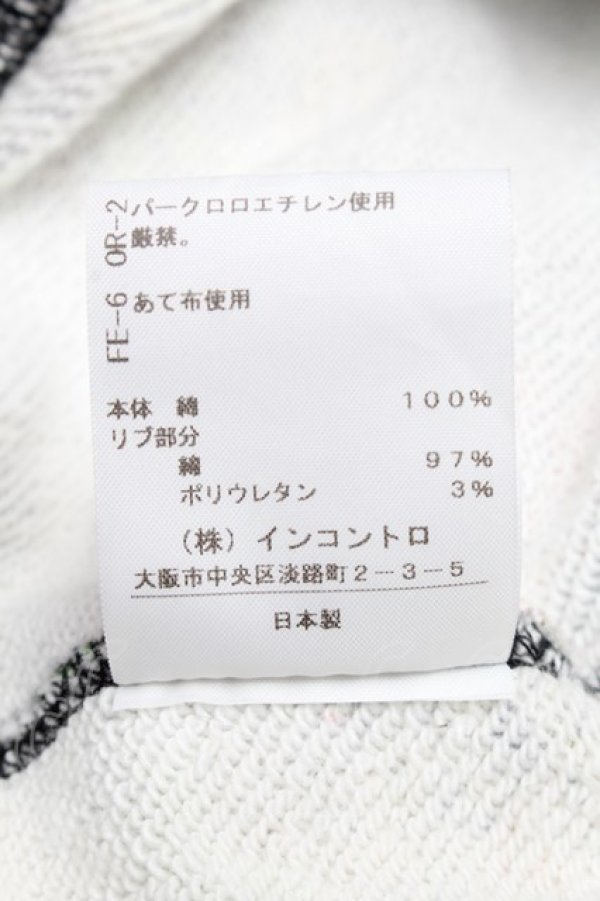 OR-2 パークロロエチレン使用
厳禁。
FE-6 あて布使用
本体 綿 100%
リブ部分
綿 97%
ポリウレタン 3%
(株) インコントロ
大阪市中央区淡路町2-3-5
日本製